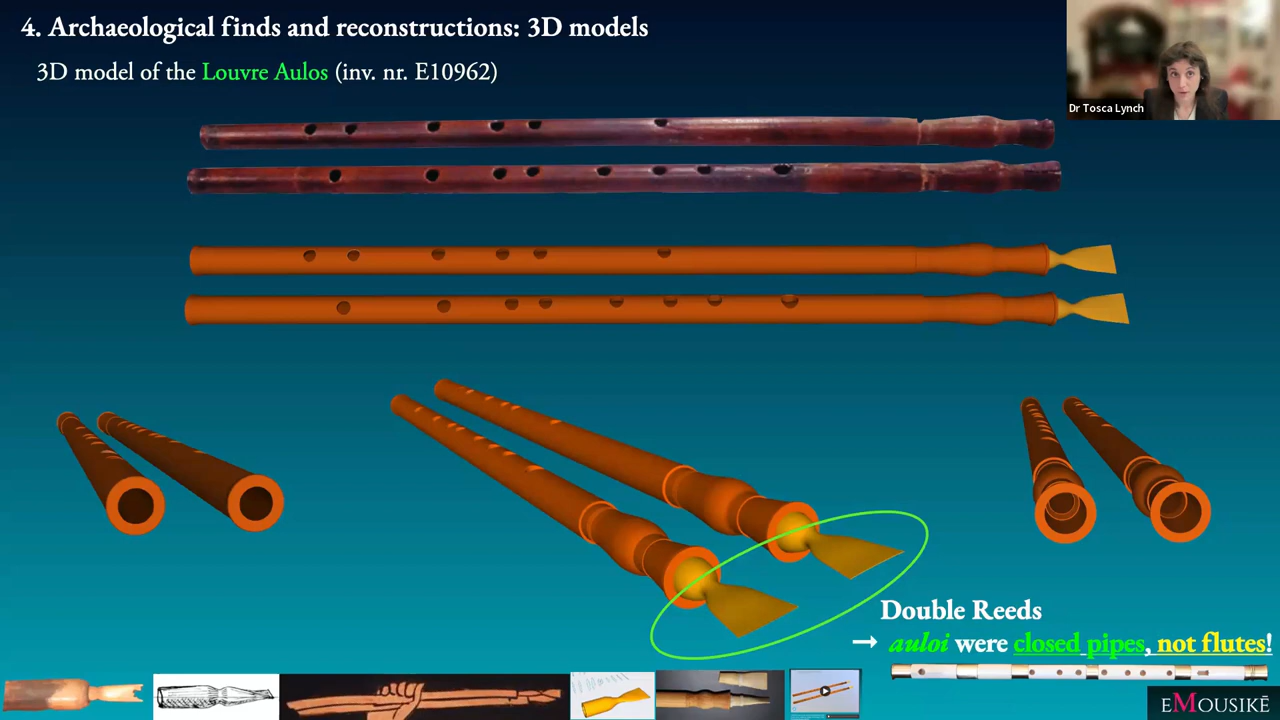 4. Archaeological finds and reconstructions: 3D models
3D model of the Louvre Aulos (inv. nr. E10962)
Dr Tosca Lynch
Double Reeds
→ auloi were closed pipes, not flutes!
EMOUSIKĒ